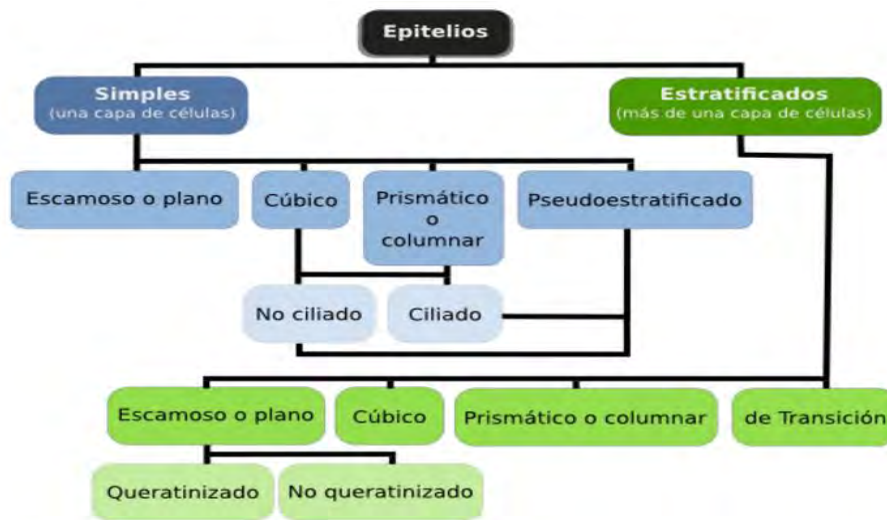 Epitelios
Simples
(una capa de células)
Estratificados
(más de una capa de células)
Escamoso o plano
Cúbico
Prismático
o
columnar
Pseudoestratificado
No ciliado
Ciliado
Escamoso o plano
Cúbico
Prismático o columnar
de Transición
Queratinizado
No queratinizado